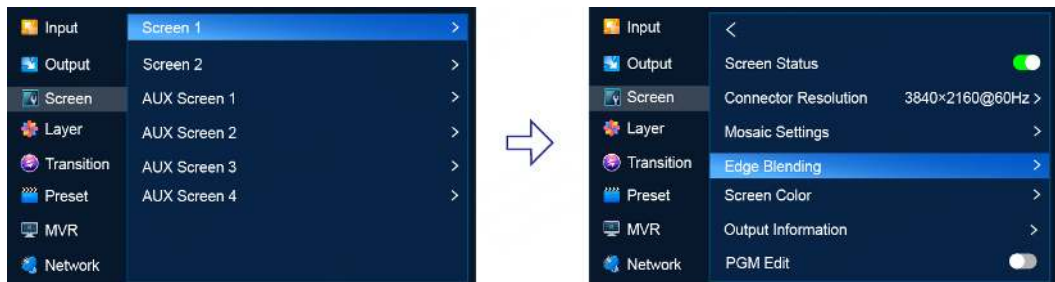 Input
Screen 1 >
Output
Screen 2 >
Screen
AUX Screen 1 >
Layer
AUX Screen 2 >
Transition
AUX Screen 3 >
Preset
AUX Screen 4 >
MVR
Network
Input
<
Output
Screen Status
Screen
Connector Resolution 3840×2160@60Hz >
Layer
Mosaic Settings >
Transition
Edge Blending >
Preset
Screen Color >
MVR
Output Information >
Network
PGM Edit